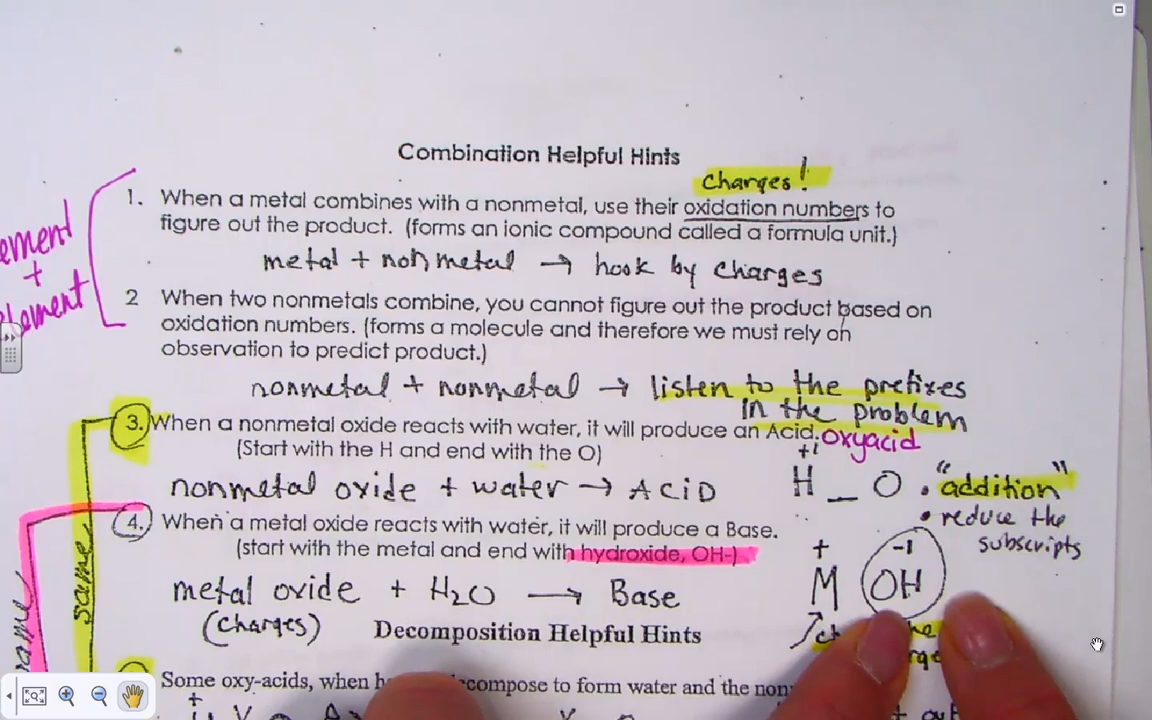 Combination Helpful Hints
charges!
1. When a metal combines with a nonmetal, use their oxidation numbers to
figure out the product. (forms an ionic compound called a formula unit.)
metal + nonmetal → hook by charges
2 When two nonmetals combine, you cannot figure out the product based on
oxidation numbers. (forms a molecule and therefore we must rely on
observation to predict product.)
nonmetal + nonmetal → listen to the prefixes
in the problem
3. When a nonmetal oxide reacts with water, it will produce an Acid. oxyacid
(Start with the H and end with the O)
nonmetal oxide + water → ACiD
+1
H _ O • "addition"
• reduce the
subscripts
4. When a metal oxide reacts with water, it will produce a Base.
(start with the metal and end with hydroxide, OH-)
metal oxide + H2O → Base
(charges)
+ -1
M OH
same
Decomposition Helpful Hints
Some oxy-acids, when
compose to form water and the